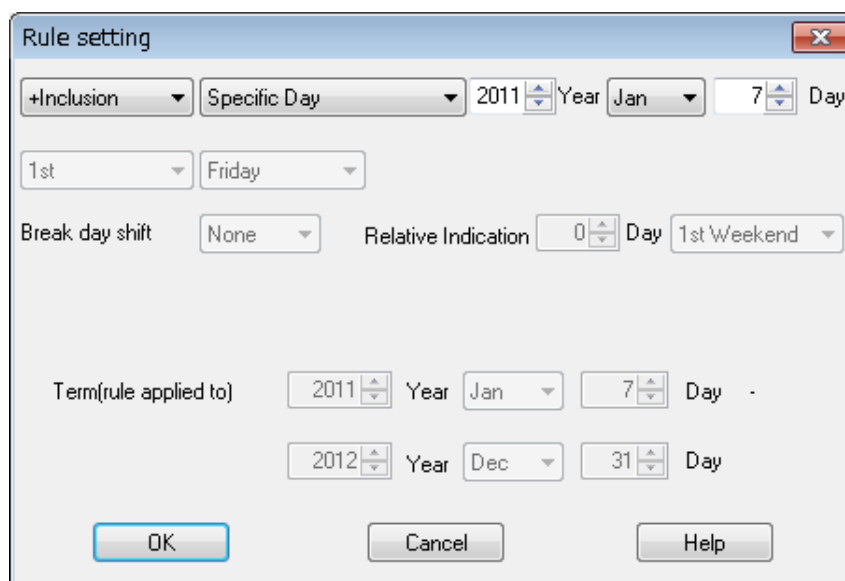 Rule setting
+Inclusion Specific Day 2011 Year Jan 7 Day
1st Friday
Break day shift None Relative Indication 0 Day 1st Weekend
Term(rule applied to) 2011 Year Jan 7 Day -
2012 Year Dec 31 Day
OK Cancel Help